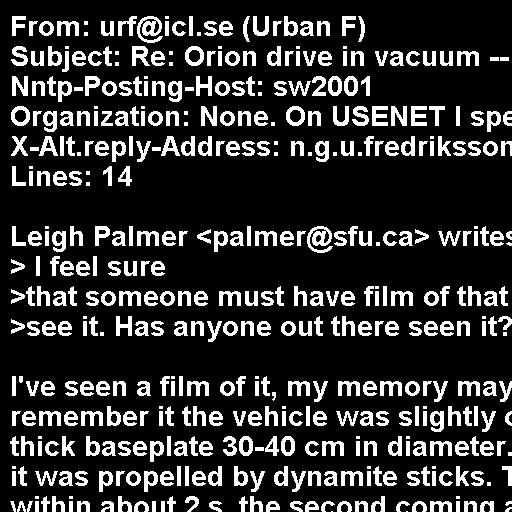 From: urf@icl.se (Urban F)
Subject: Re: Orion drive in vacuum --
Nntp-Posting-Host: sw2001
Organization: None. On USENET I spe
X-Alt.reply-Address: n.g.u.fredriksson
Lines: 14

Leigh Palmer <palmer@sfu.ca> writes
> I feel sure
>that someone must have film of that
>see it. Has anyone out there seen it?

I've seen a film of it, my memory may
remember it the vehicle was slightly
thick baseplate 30-40 cm in diameter.
it was propelled by dynamite sticks. T
within about 2 s, the second coming a